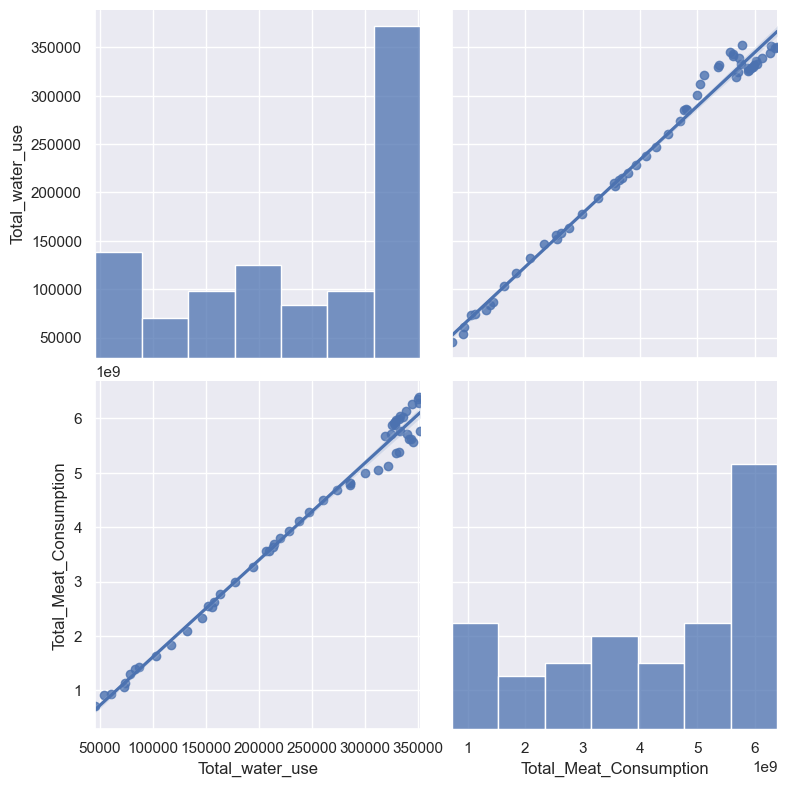 350000
300000
250000
200000
150000
100000
50000
Total_water_use
1e9
6
5
4
3
2
1
Total_Meat_Consumption
50000 100000 150000 200000 250000 300000 350000
1 2 3 4 5 6
Total_water_use
Total_Meat_Consumption
1e9